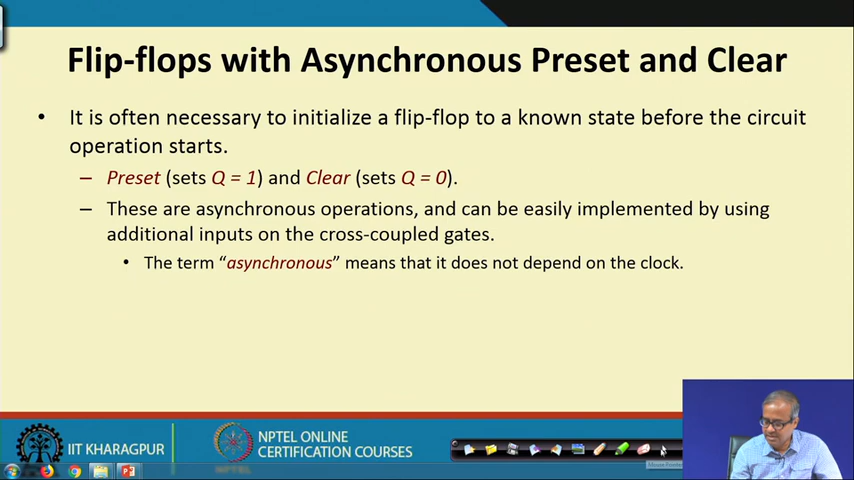 Flip-flops with Asynchronous Preset and Clear
• It is often necessary to initialize a flip-flop to a known state before the circuit
operation starts.
– Preset (sets Q = 1) and Clear (sets Q = 0).
– These are asynchronous operations, and can be easily implemented by using
additional inputs on the cross-coupled gates.
• The term “asynchronous” means that it does not depend on the clock.
IIT KHARAGPUR
NPTEL ONLINE
CERTIFICATION COURSES
NPTEL